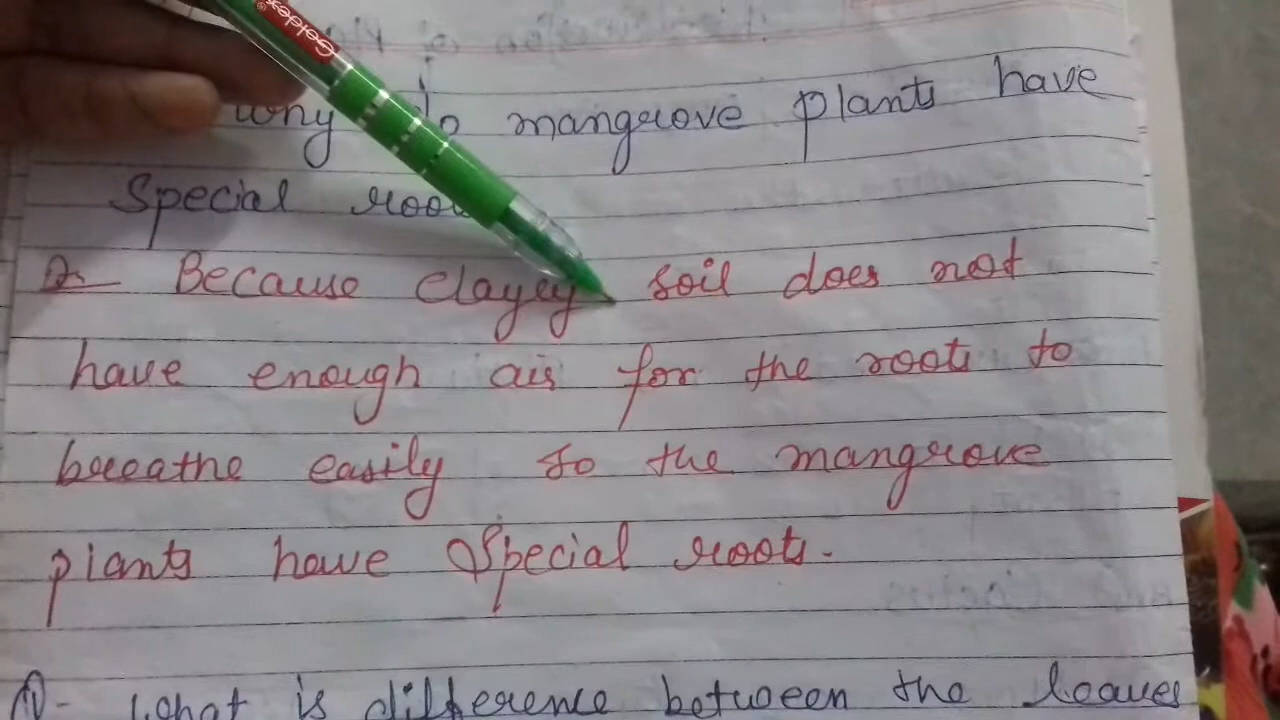 Goldex
why do mangrove plants have
Special
A- Because clayey soil does not
have enough air for the roots to
breathe easily so the mangrove
plants have Special roots.
Q- What is difference between the leaves